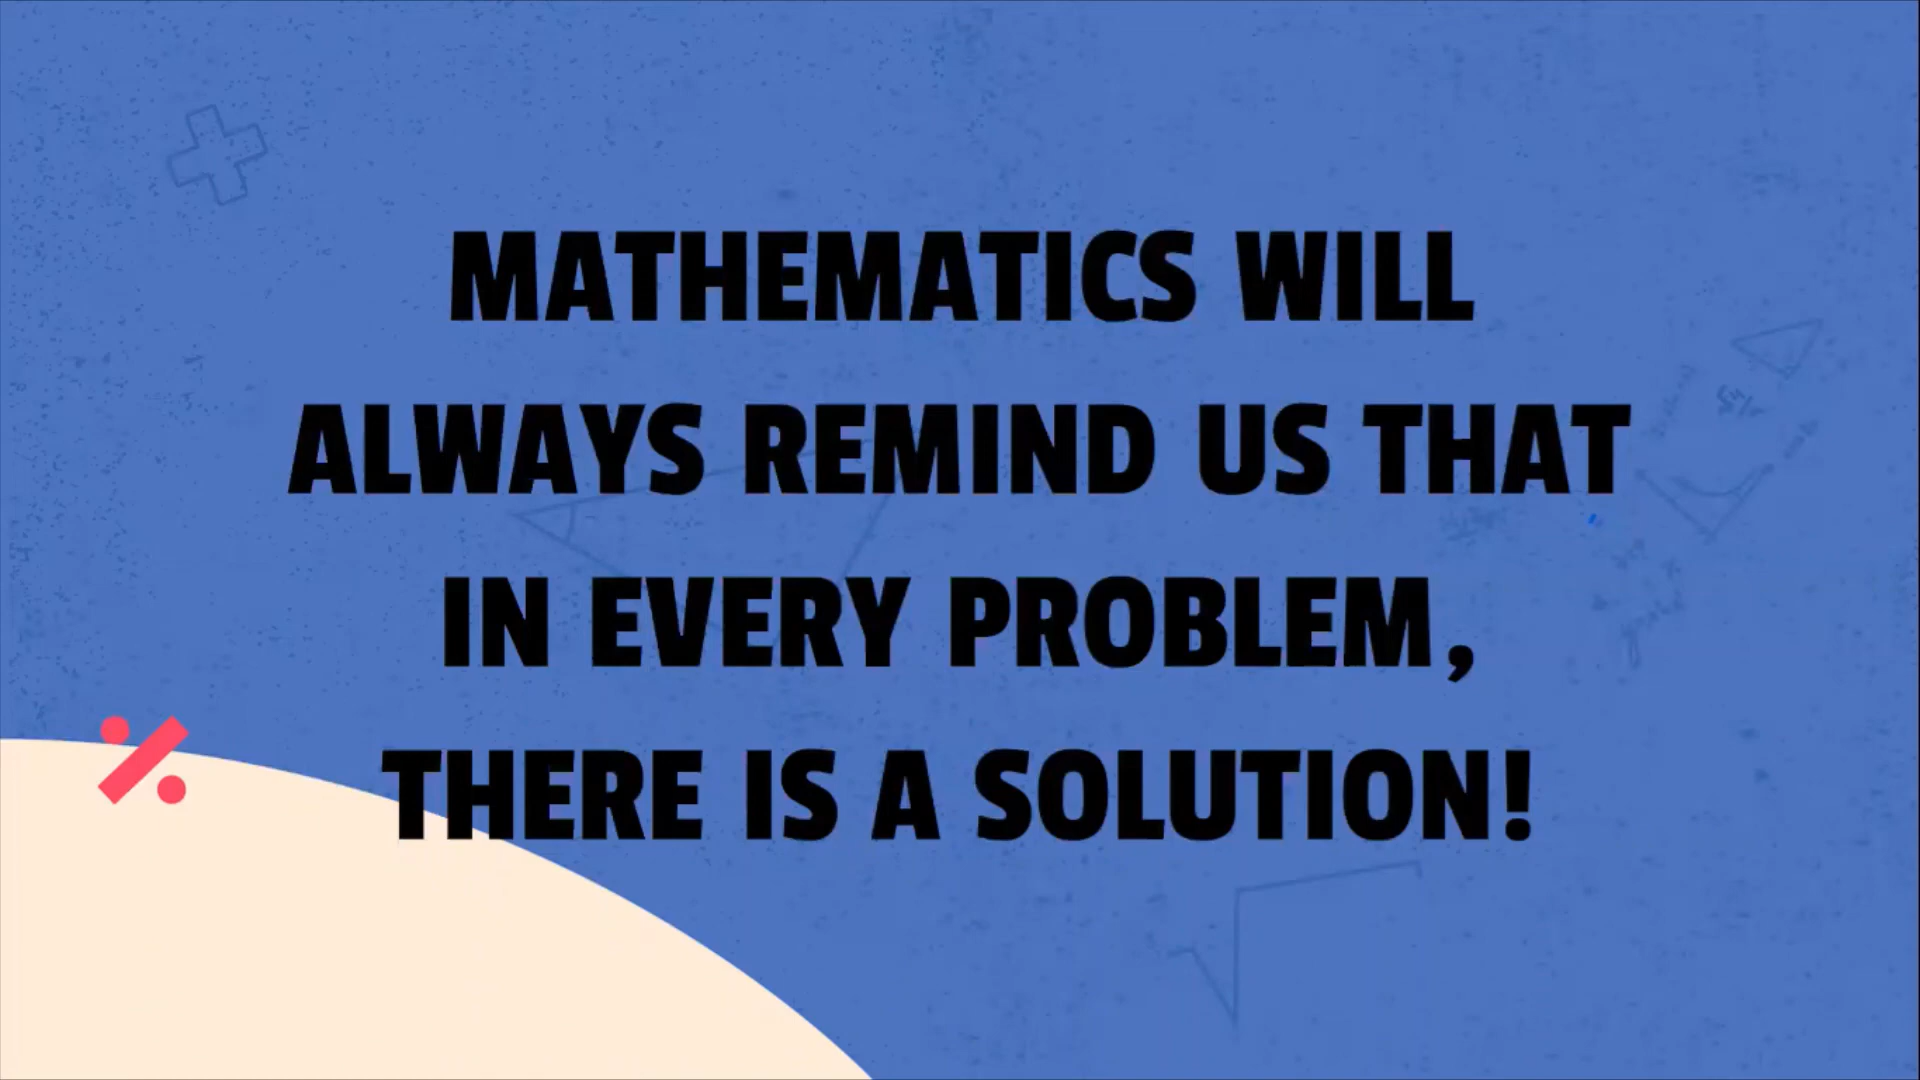 MATHEMATICS WILL
ALWAYS REMIND US THAT
IN EVERY PROBLEM,
THERE IS A SOLUTION!